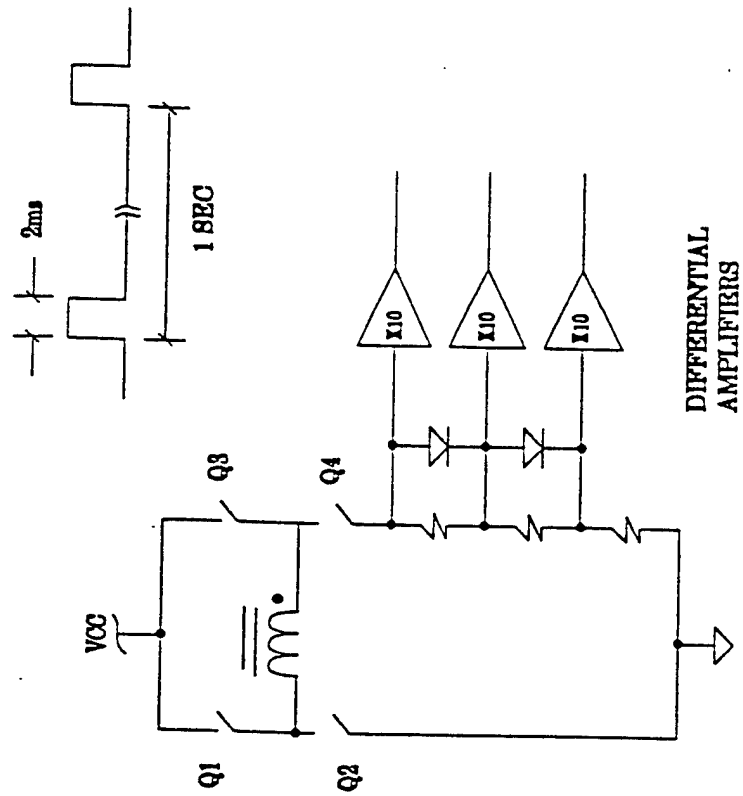 2ms
1 SEC
VCC
Q1
Q3
Q2
Q4
X10
X10
X10
DIFFERENTIAL
AMPLIFIERS